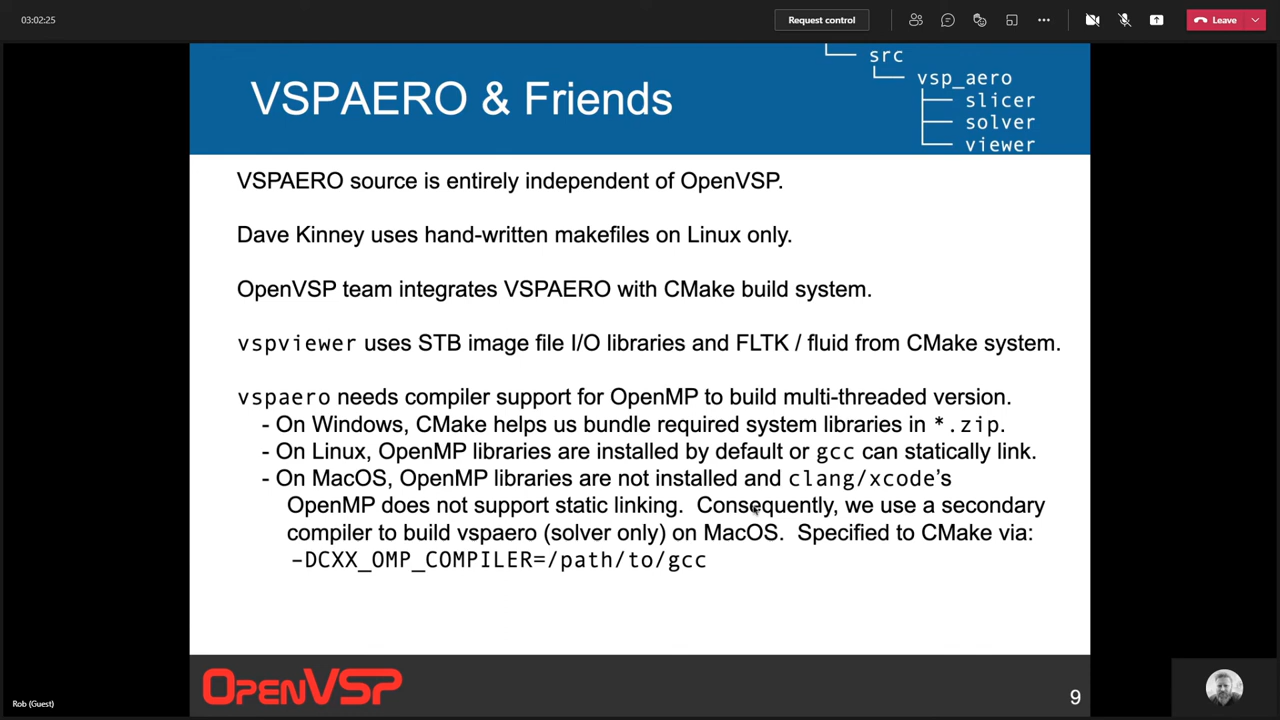 03:02:25
Request control
Leave
VSPAERO & Friends
src
vsp_aero
slicer
solver
viewer
VSPAERO source is entirely independent of OpenVSP.
Dave Kinney uses hand-written makefiles on Linux only.
OpenVSP team integrates VSPAERO with CMake build system.
vspviewer uses STB image file I/O libraries and FLTK / fluid from CMake system.
vspaero needs compiler support for OpenMP to build multi-threaded version.
- On Windows, CMake helps us bundle required system libraries in *.zip.
- On Linux, OpenMP libraries are installed by default or gcc can statically link.
- On MacOS, OpenMP libraries are not installed and clang/xcode's
OpenMP does not support static linking. Consequently, we use a secondary
compiler to build vspaero (solver only) on MacOS. Specified to CMake via:
–DCXX_OMP_COMPILER=/path/to/gcc
OpenVSP
9
Rob (Guest)